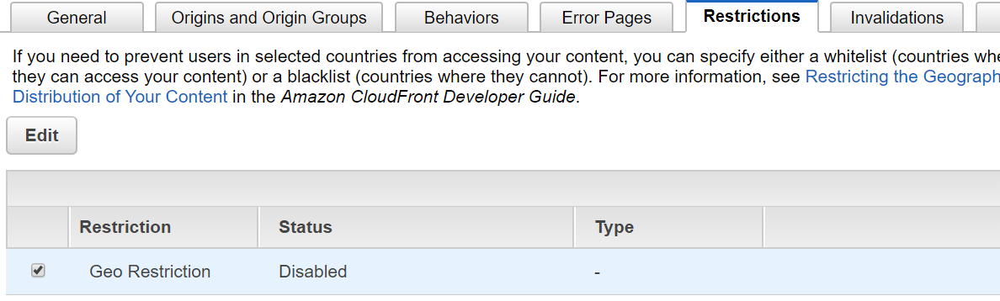 General Origins and Origin Groups Behaviors Error Pages Restrictions Invalidations
If you need to prevent users in selected countries from accessing your content, you can specify either a whitelist (countries
they can access your content) or a blacklist (countries where they cannot). For more information, see Restricting the
Distribution of Your Content in the Amazon CloudFront Developer Guide.
Edit
Restriction Status Type
Geo Restriction Disabled -